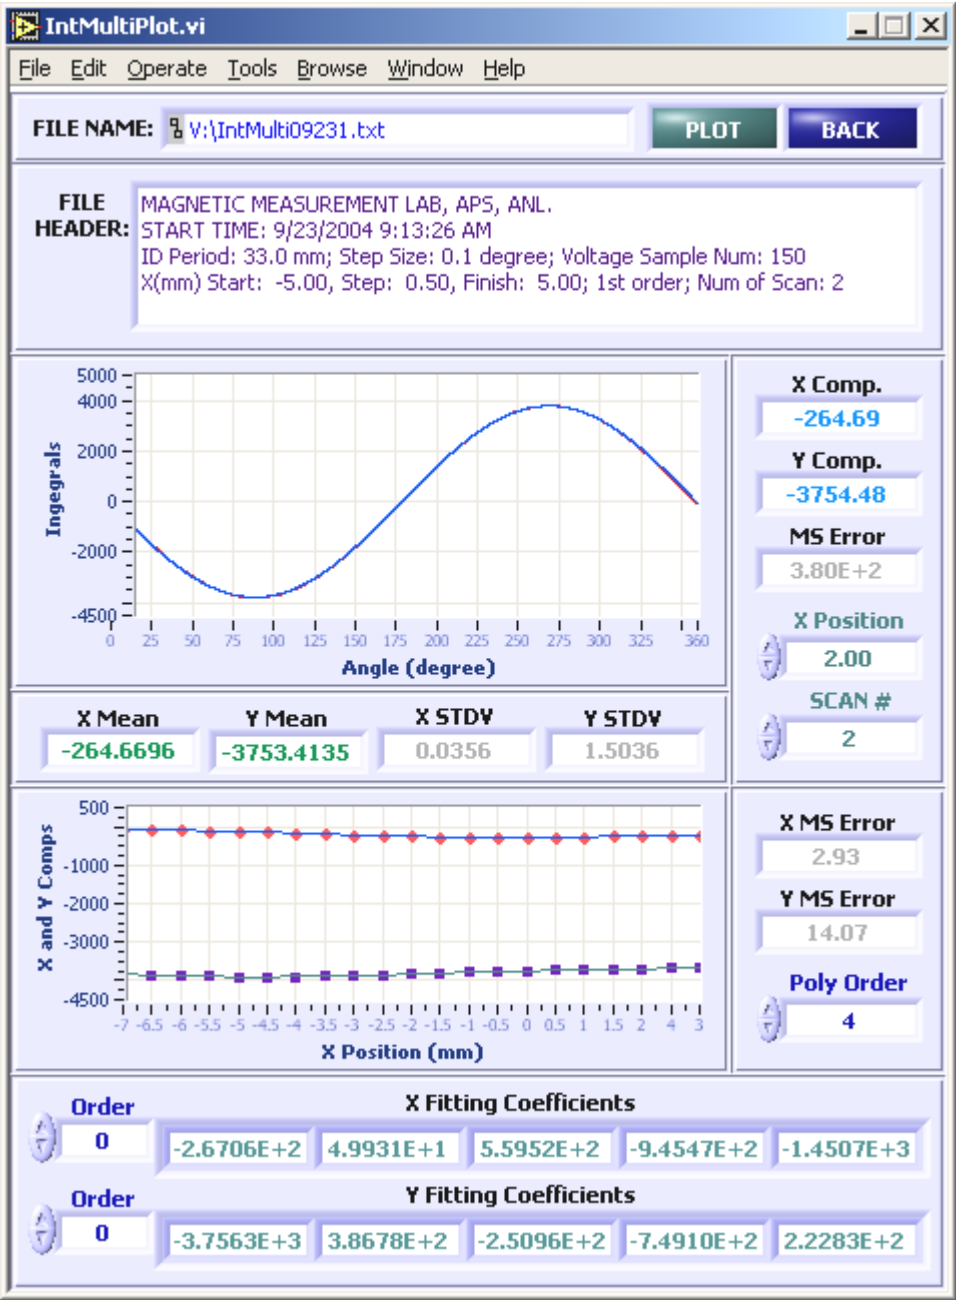 IntMultiPlot.vi
File Edit Operate Tools Browse Window Help
FILE NAME: V:\IntMulti09231.txt PLOT BACK
FILE HEADER:
MAGNETIC MEASUREMENT LAB, APS, ANL.
START TIME: 9/23/2004 9:13:26 AM
ID Period: 33.0 mm; Step Size: 0.1 degree; Voltage Sample Num: 150
X(mm) Start: -5.00, Step: 0.50, Finish: 5.00; 1st order; Num of Scan: 2
Ingegrals
5000
4000
2000
0
-2000
-4500
0 25 50 75 100 125 150 175 200 225 250 275 300 325 360
Angle (degree)
X Comp.
-264.69
Y Comp.
-3754.48
MS Error
3.80E+2
X Position
2.00
SCAN #
2
X Mean Y Mean X STDV Y STDV
-264.6696 -3753.4135 0.0356 1.5036
X and Y Comps
500
-1000
-2000
-3000
-4500
-7 -6.5 -6 -5.5 -5 -4.5 -4 -3.5 -3 -2.5 -2 -1.5 -1 -0.5 0 0.5 1 1.5 2 4 3
X Position (mm)
X MS Error
2.93
Y MS Error
14.07
Poly Order
4
Order X Fitting Coefficients
0 -2.6706E+2 4.9931E+1 5.5952E+2 -9.4547E+2 -1.4507E+3
Order Y Fitting Coefficients
0 -3.7563E+3 3.8678E+2 -2.5096E+2 -7.4910E+2 2.2283E+2